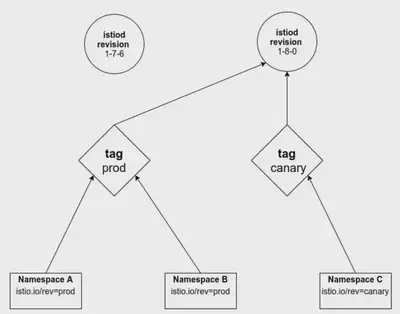 istiod
revision
1-7-6
istiod
revision
1-8-0
tag
prod
tag
canary
Namespace A
istio.io/rev=prod
Namespace B
istio.io/rev=prod
Namespace C
istio.io/rev=canary